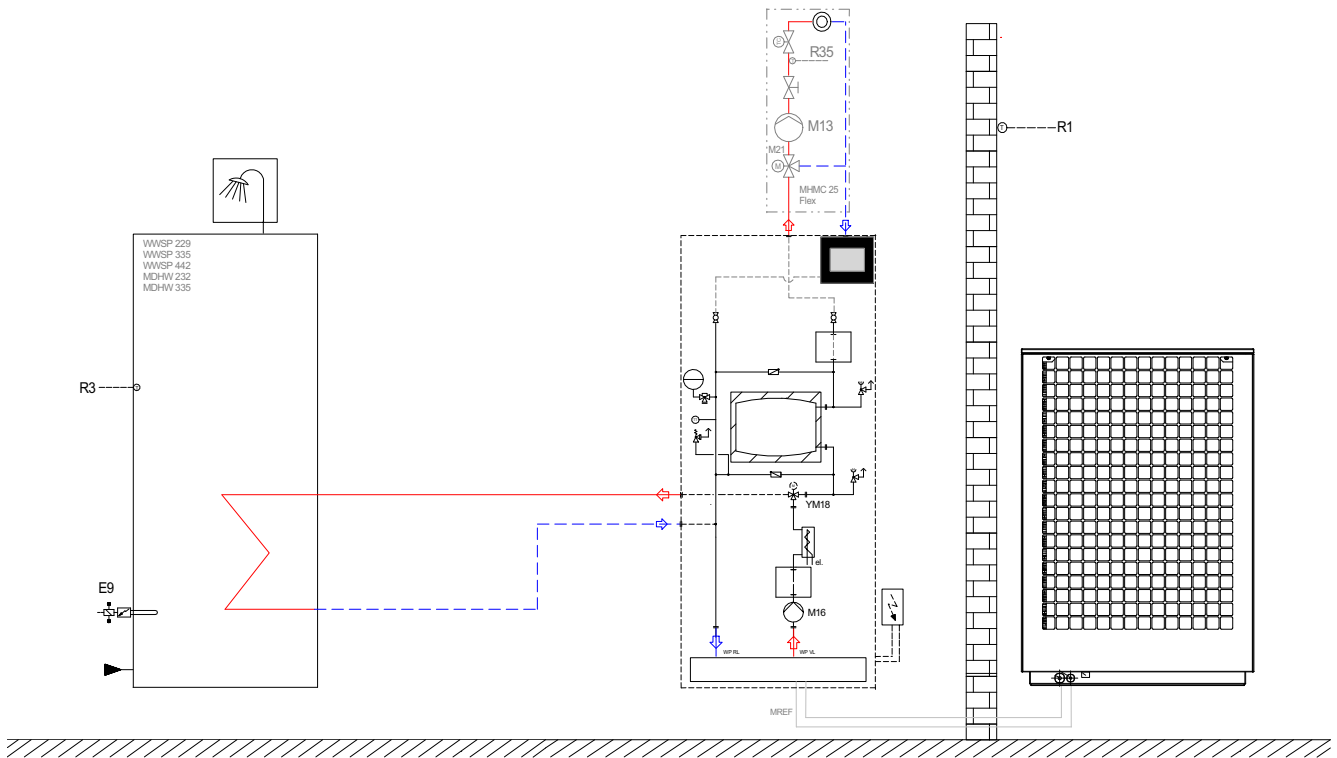 R35
M13
M21
M
MHMC 25
Flex
T
R1
WWSP 229
WWSP 335
WWSP 442
MDHW 232
MDHW 335
R3
YM18
el.
E9
M16
WP RL
WP VL
MREF